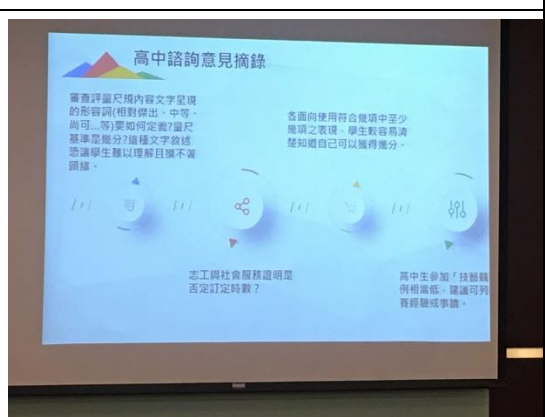 高中諮詢意見摘錄
審查評量尺規內容文字呈現
的形容詞(相對傑出、中等、
尚可...等)要如何定義?量尺
基準是幾分?這種文字敘述
恐讓學生難以理解且摸不著
頭緒。
各面向使用符合幾項中至少
幾項之表現，學生較容易清
楚知道自己可以獲得幾分。
志工與社會服務證明是
否定訂定時數？
高中生參加「技藝競
例相當低，建議可列
賽經驗或事蹟。